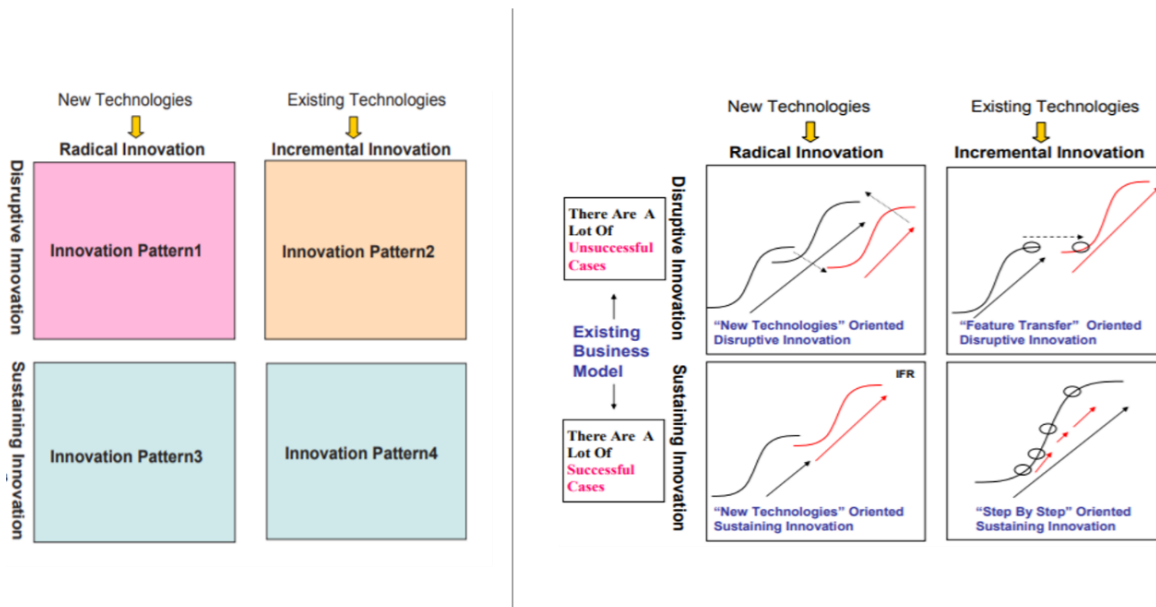 New Technologies
Existing Technologies
Radical Innovation
Incremental Innovation
Disruptive Innovation
Innovation Pattern1
Innovation Pattern2
Sustaining Innovation
Innovation Pattern3
Innovation Pattern4
New Technologies
Existing Technologies
Radical Innovation
Incremental Innovation
There Are A
Lot Of
Unsuccessful
Cases
Disruptive Innovation
"New Technologies" Oriented
Disruptive Innovation
"Feature Transfer" Oriented
Disruptive Innovation
Existing
Business
Model
Sustaining Innovation
IFR
There Are A
Lot Of
Successful
Cases
"New Technologies" Oriented
Sustaining Innovation
"Step By Step" Oriented
Sustaining Innovation